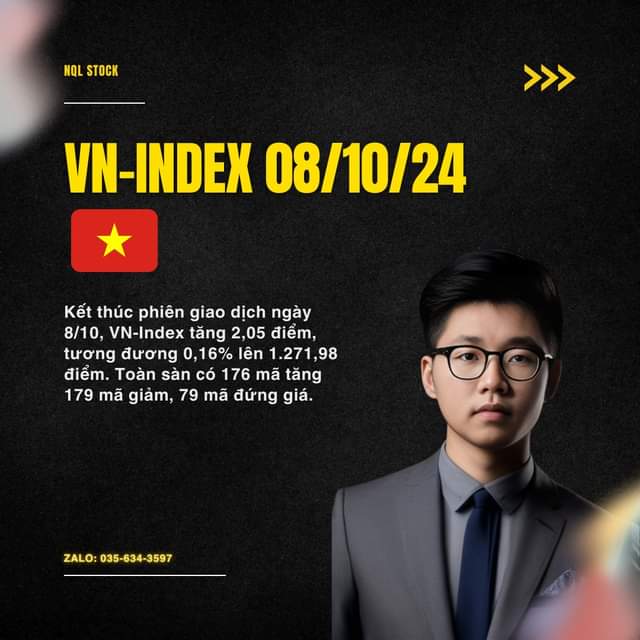 NQL STOCK
VN-INDEX 08/10/24
Kết thúc phiên giao dịch ngày
8/10, VN-Index tăng 2,05 điểm,
tương đương 0,16% lên 1.271,98
điểm. Toàn sàn có 176 mã tăng
179 mã giảm, 79 mã đứng giá.
ZALO: 035-634-3597